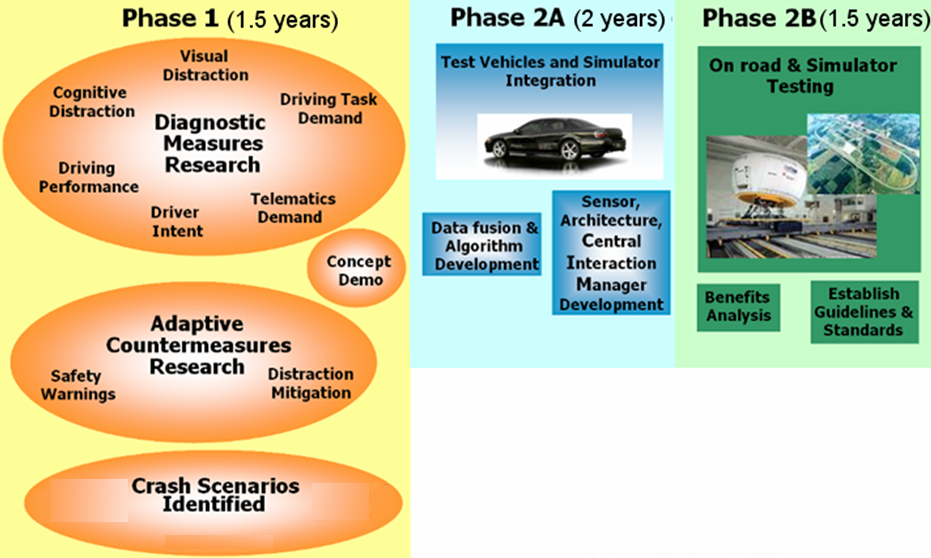 Phase 1 (1.5 years)
Visual
Distraction
Cognitive
Distraction
Driving Task
Demand
Diagnostic
Measures
Research
Driving
Performance
Telematics
Demand
Driver
Intent
Concept
Demo
Adaptive
Countermeasures
Research
Safety
Warnings
Distraction
Mitigation
Crash Scenarios
Identified
Phase 2A (2 years)
Test Vehicles and Simulator
Integration
Data fusion &
Algorithm
Development
Sensor,
Architecture,
Central
Interaction
Manager
Development
Phase 2B (1.5 years)
On road & Simulator
Testing
Benefits
Analysis
Establish
Guidelines &
Standards